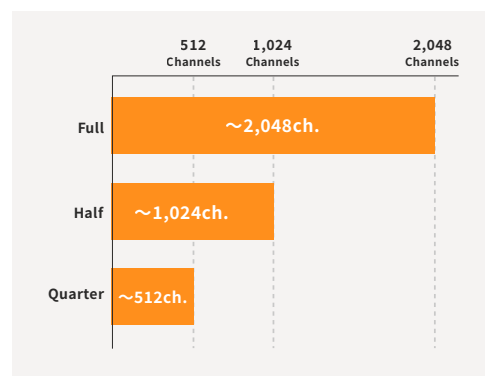 512 1,024 2,048
Channels Channels Channels
Full ～2,048ch.
Half ～1,024ch.
Quarter ～512ch.